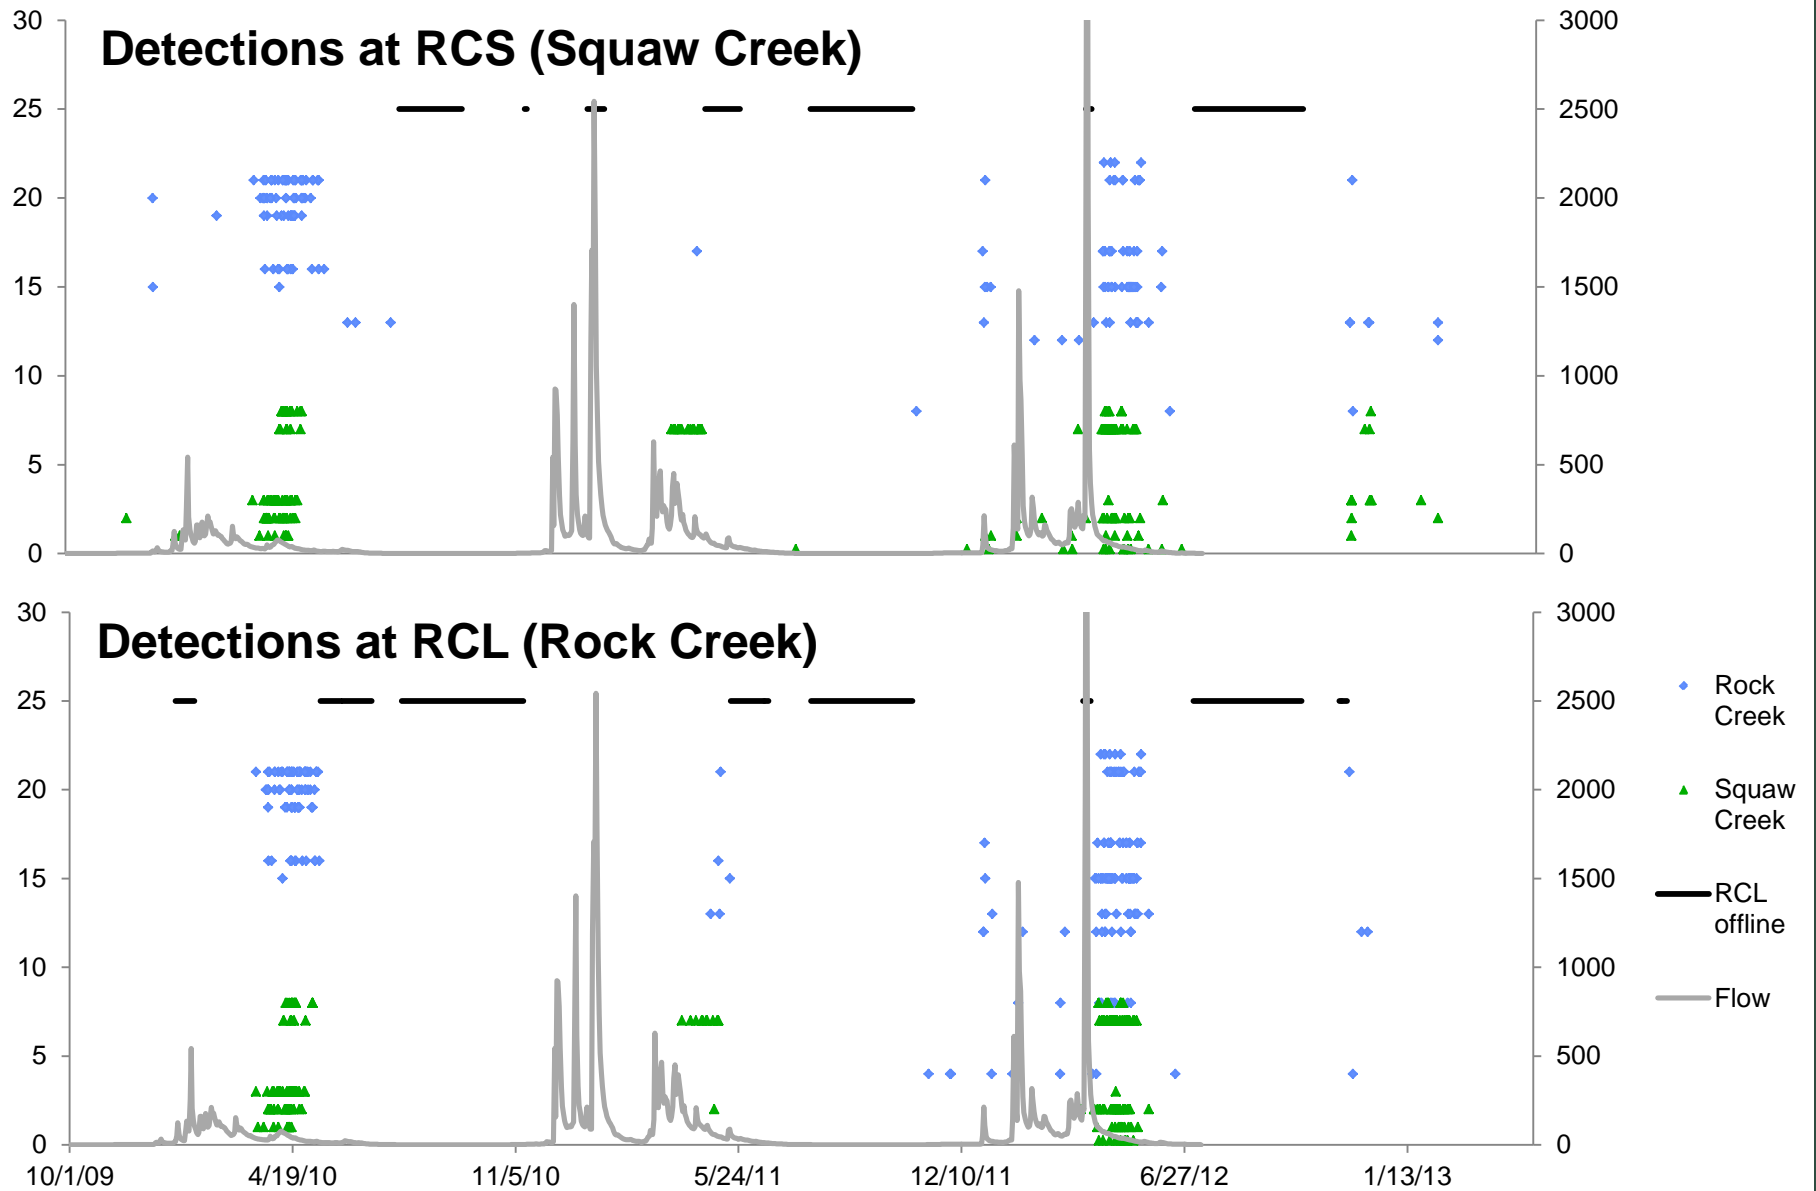 Detections at RCS (Squaw Creek)
30
25
20
15
10
5
0
3000
2500
2000
1500
1000
500
0
Detections at RCL (Rock Creek)
30
25
20
15
10
5
0
3000
2500
2000
1500
1000
500
0
10/1/09 4/19/10 11/5/10 5/24/11 12/10/11 6/27/12 1/13/13
Rock
Creek
Squaw
Creek
RCL
offline
Flow